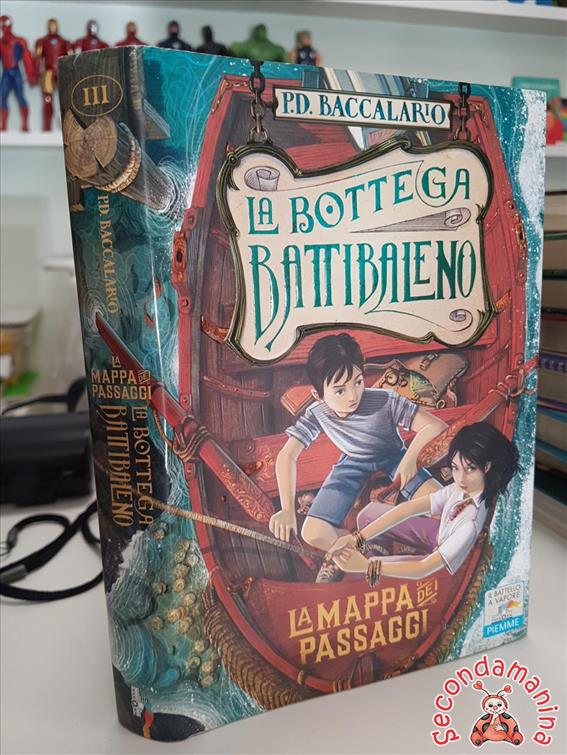 III
P.D. BACCALARIO
LA MAPPA DEI PASSAGGI
LA BOTTEGA
BATTIBALENO
P.D. BACCALARIO
LA BOTTEGA
BATTIBALENO
LA MAPPA DEI
PASSAGGI
IL BATTELLO
A VAPORE
PIEMME
Secondamanina